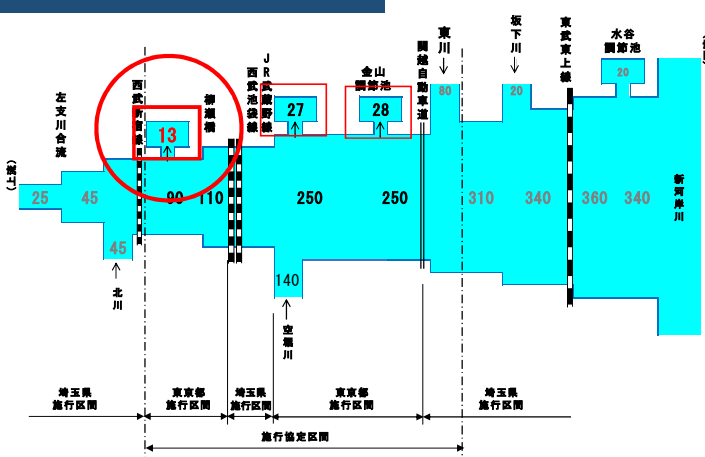 東川
坂下川
東武東上線
水谷
調節池
関越自動車道
金山
調節池
JR武蔵野線
西武池袋線
柳瀬橋
西武新宿線
左支川合流
(上流)
新河岸川
80
20
20
13
27
28
25
45
90
110
250
250
310
340
360
340
45
140
北川
空堀川
埼玉県
施行区間
東京都
施行区間
埼玉県
施行区間
東京都
施行区間
埼玉県
施行区間
施行協定区間